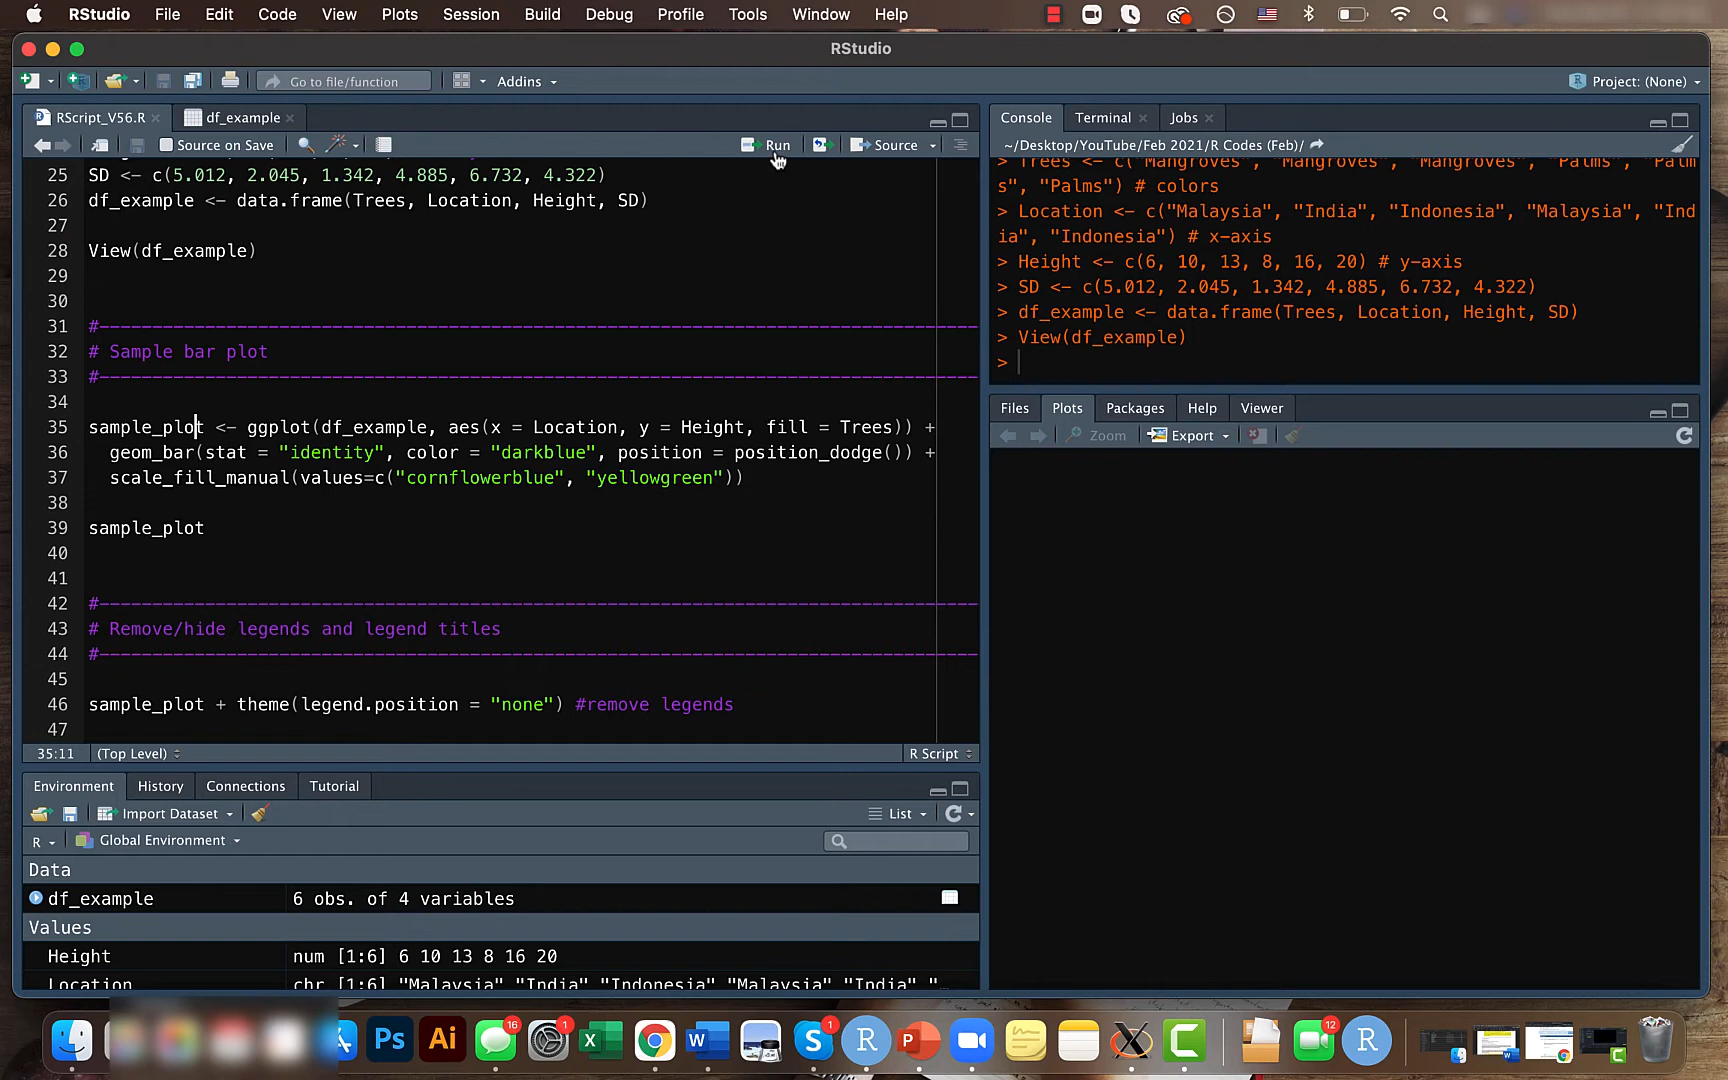 RStudio File Edit Code View Plots Session Build Debug Profile Tools Window Help
RStudio
Go to file/function Addins Project: (None)
RScript_V56.R df_example
Source on Save Run Source
25 SD <- c(5.012, 2.045, 1.342, 4.885, 6.732, 4.322)
26 df_example <- data.frame(Trees, Location, Height, SD)
27
28 View(df_example)
29
30
31 #------------------------------------------------------------------------------------
32 # Sample bar plot
33 #------------------------------------------------------------------------------------
34
35 sample_plot <- ggplot(df_example, aes(x = Location, y = Height, fill = Trees)) +
36 geom_bar(stat = "identity", color = "darkblue", position = position_dodge()) +
37 scale_fill_manual(values=c("cornflowerblue", "yellowgreen"))
38
39 sample_plot
40
41
42 #------------------------------------------------------------------------------------
43 # Remove/hide legends and legend titles
44 #------------------------------------------------------------------------------------
45
46 sample_plot + theme(legend.position = "none") #remove legends
47
35:11 (Top Level) R Script
Environment History Connections Tutorial
Import Dataset List
R Global Environment
Data
df_example 6 obs. of 4 variables
Values
Height num [1:6] 6 10 13 8 16 20
Location chr [1:6] "Malaysia" "India" "Indonesia" "Malaysia" "India" "…
Console Terminal Jobs
~/Desktop/YouTube/Feb 2021/R Codes (Feb)/
> Trees <- c("Mangroves", "Mangroves", "Mangroves", "Palms", "Palm
s", "Palms") # colors
> Location <- c("Malaysia", "India", "Indonesia", "Malaysia", "Ind
ia", "Indonesia") # x-axis
> Height <- c(6, 10, 13, 8, 16, 20) # y-axis
> SD <- c(5.012, 2.045, 1.342, 4.885, 6.732, 4.322)
> df_example <- data.frame(Trees, Location, Height, SD)
> View(df_example)
>
Files Plots Packages Help Viewer
Zoom Export
Ps Ai 16 1 X W S 1 R P X C 12 R